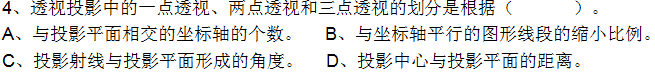 4、透视投影中的一点透视、两点透视和三点透视的划分是根据（　　　）。
A、与投影平面相交的坐标轴的个数。 B、与坐标轴平行的图形线段的缩小比例。
C、投影射线与投影平面形成的角度。 D、投影中心与投影平面的距离。